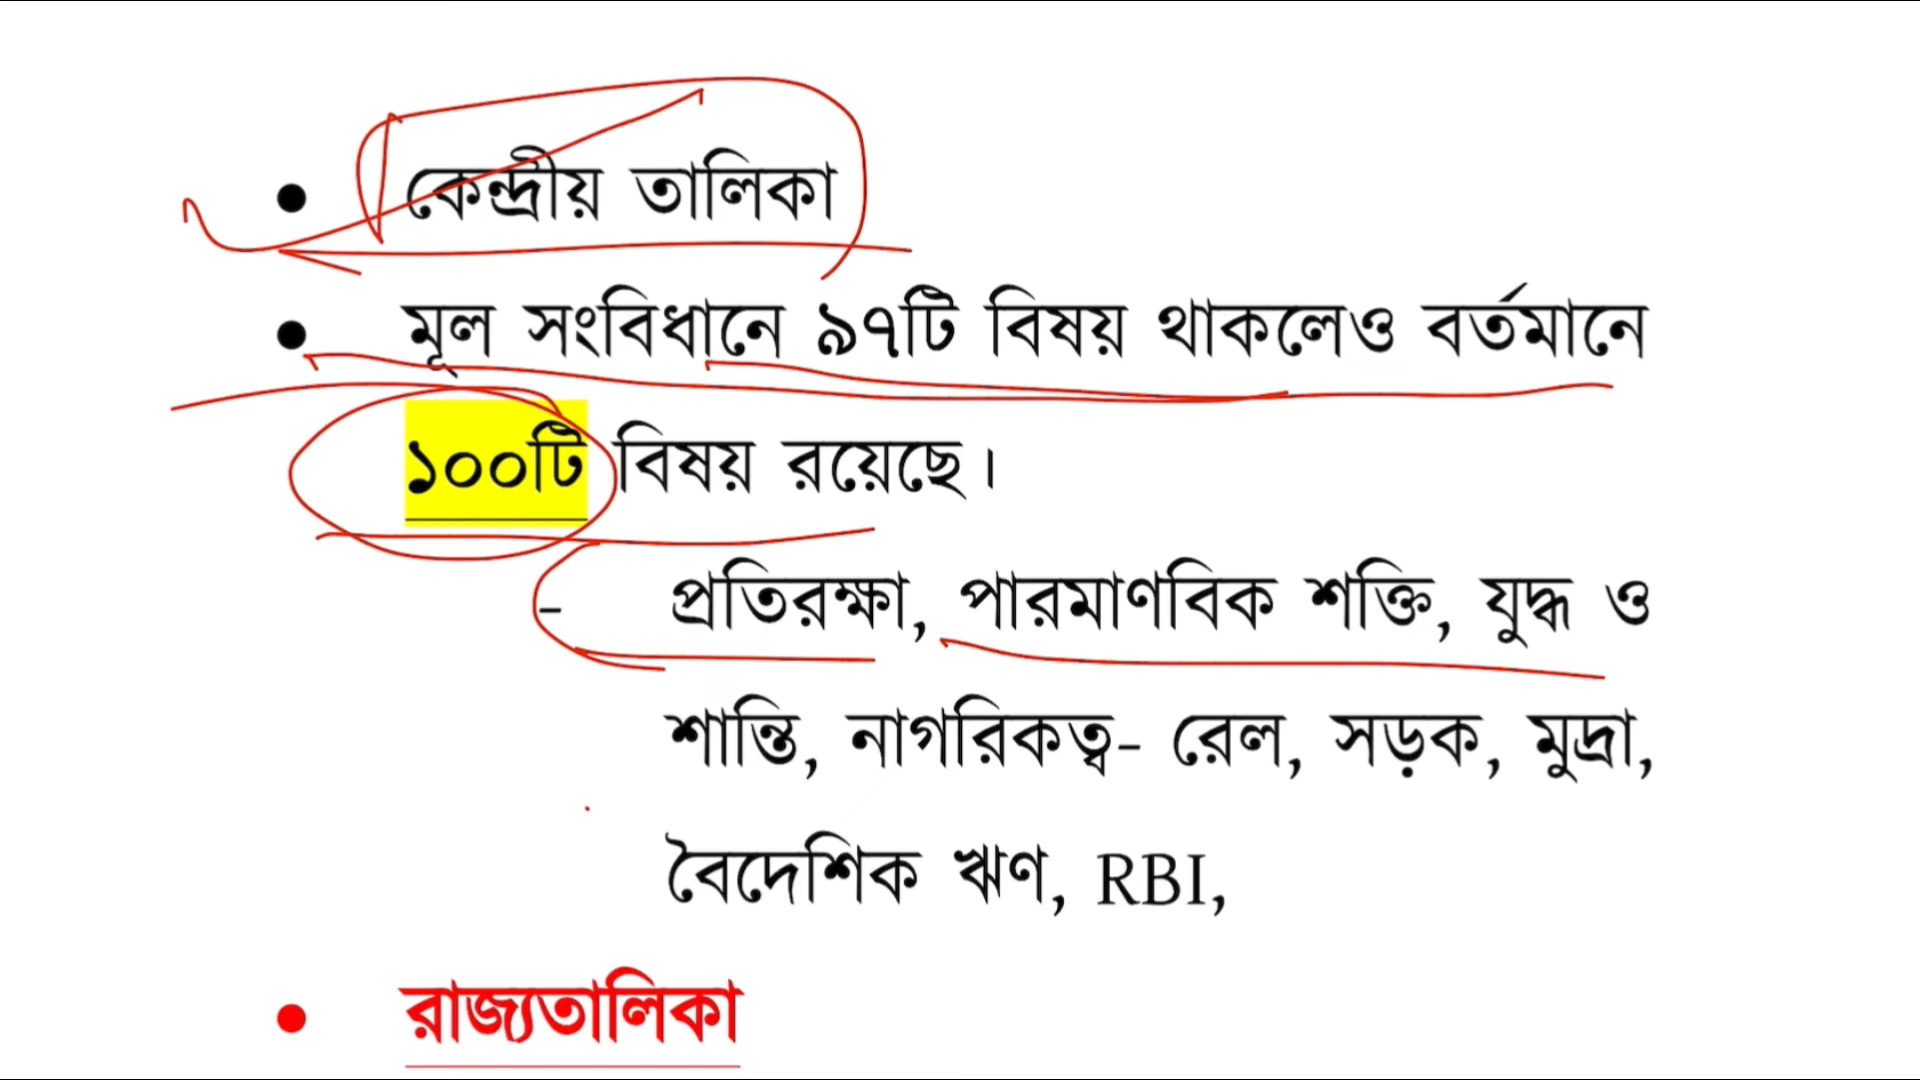 • কেন্দ্রীয় তালিকা
• মূল সংবিধানে ৯৭টি বিষয় থাকলেও বর্তমানে
১০০টি বিষয় রয়েছে।
- প্রতিরক্ষা, পারমাণবিক শক্তি, যুদ্ধ ও
শান্তি, নাগরিকত্ব- রেল, সড়ক, মুদ্রা,
বৈদেশিক ঋণ, RBI,
• রাজ্যতালিকা